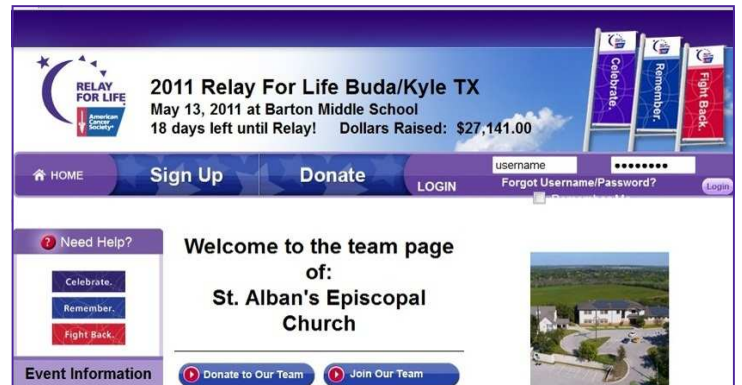 RELAY
FOR LIFE
American
Cancer
Society®
2011 Relay For Life Buda/Kyle TX
May 13, 2011 at Barton Middle School
18 days left until Relay! Dollars Raised: $27,141.00
Celebrate.
Remember.
Fight Back.
HOME
Sign Up
Donate
LOGIN
username
••••••••
Forgot Username/Password?
Remember Me
Login
? Need Help?
Celebrate.
Remember.
Fight Back.
Event Information
Welcome to the team page
of:
St. Alban's Episcopal
Church
Donate to Our Team
Join Our Team